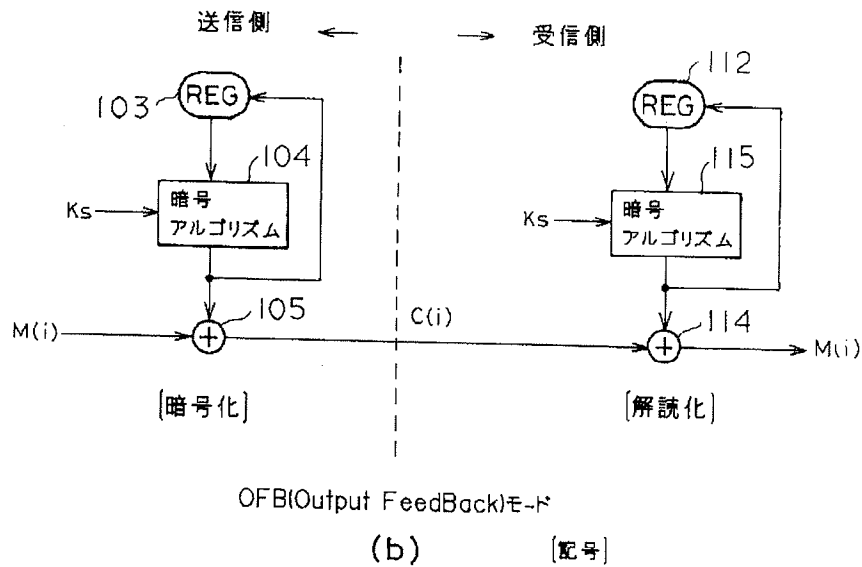 送信側 ← → 受信側
103 REG
REG 112
104
115
Ks 暗号
アルゴリズム
Ks 暗号
アルゴリズム
M(i) + 105 C(i) + 114 M(i)
[暗号化] [解読化]
OFB(Output FeedBack)モード
(b) [記号]